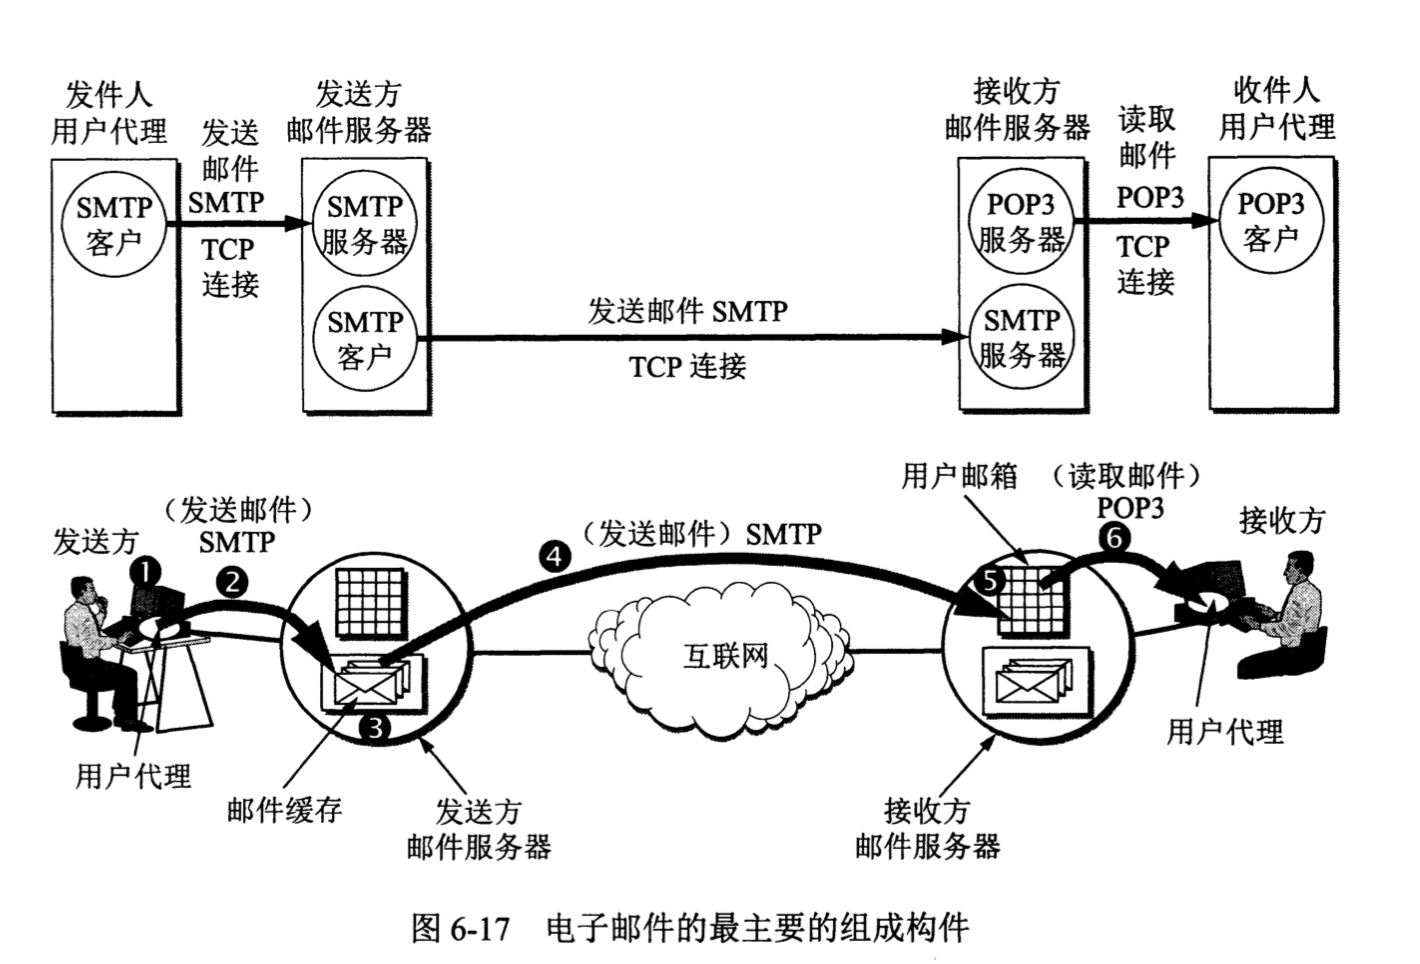 发件人
用户代理
发送
邮件
SMTP
TCP
连接
发送方
邮件服务器
SMTP
客户
SMTP
服务器
SMTP
客户
发送邮件 SMTP
TCP 连接
接收方
邮件服务器
POP3
服务器
SMTP
服务器
读取
邮件
POP3
TCP
连接
收件人
用户代理
POP3
客户
发送方
（发送邮件）
SMTP
❶
❷
❸
❹
（发送邮件）SMTP
用户邮箱
（读取邮件）
POP3
❺
❻
接收方
互联网
用户代理
邮件缓存
发送方
邮件服务器
接收方
邮件服务器
用户代理
图 6-17 电子邮件的最主要的组成构件